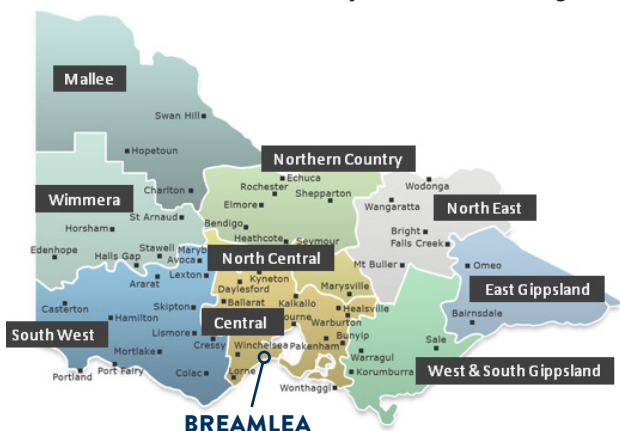 Mallee
Swan Hill
Hopetoun
Northern Country
Echuca
Wimmera
Charlton
Rochester
Shepparton
Elmore
Wodonga
Wangaratta
North East
St Arnaud
Bendigo
Horsham
Heathcote
Seymour
Bright
Falls Creek
Edenhope
Stawell
Maryb
Halls Gap
Avoca
North Central
Mt Buller
Omeo
Ararat
Lexton
Kyneton
Daylesford
Marysville
East Gippsland
Casterton
Skipton
Ballarat
Kalkallo
Healsville
Hamilton
Central
ourne
Warburton
Bairnsdale
South West
Lismore
Cressy
Winchelsea
Pakenham
Bunyip
Sale
Mortlake
Warragul
Portland
Port Fairy
Colac
Lorne
Korumburra
West & South Gippsland
Wonthaggi
BREAMLEA